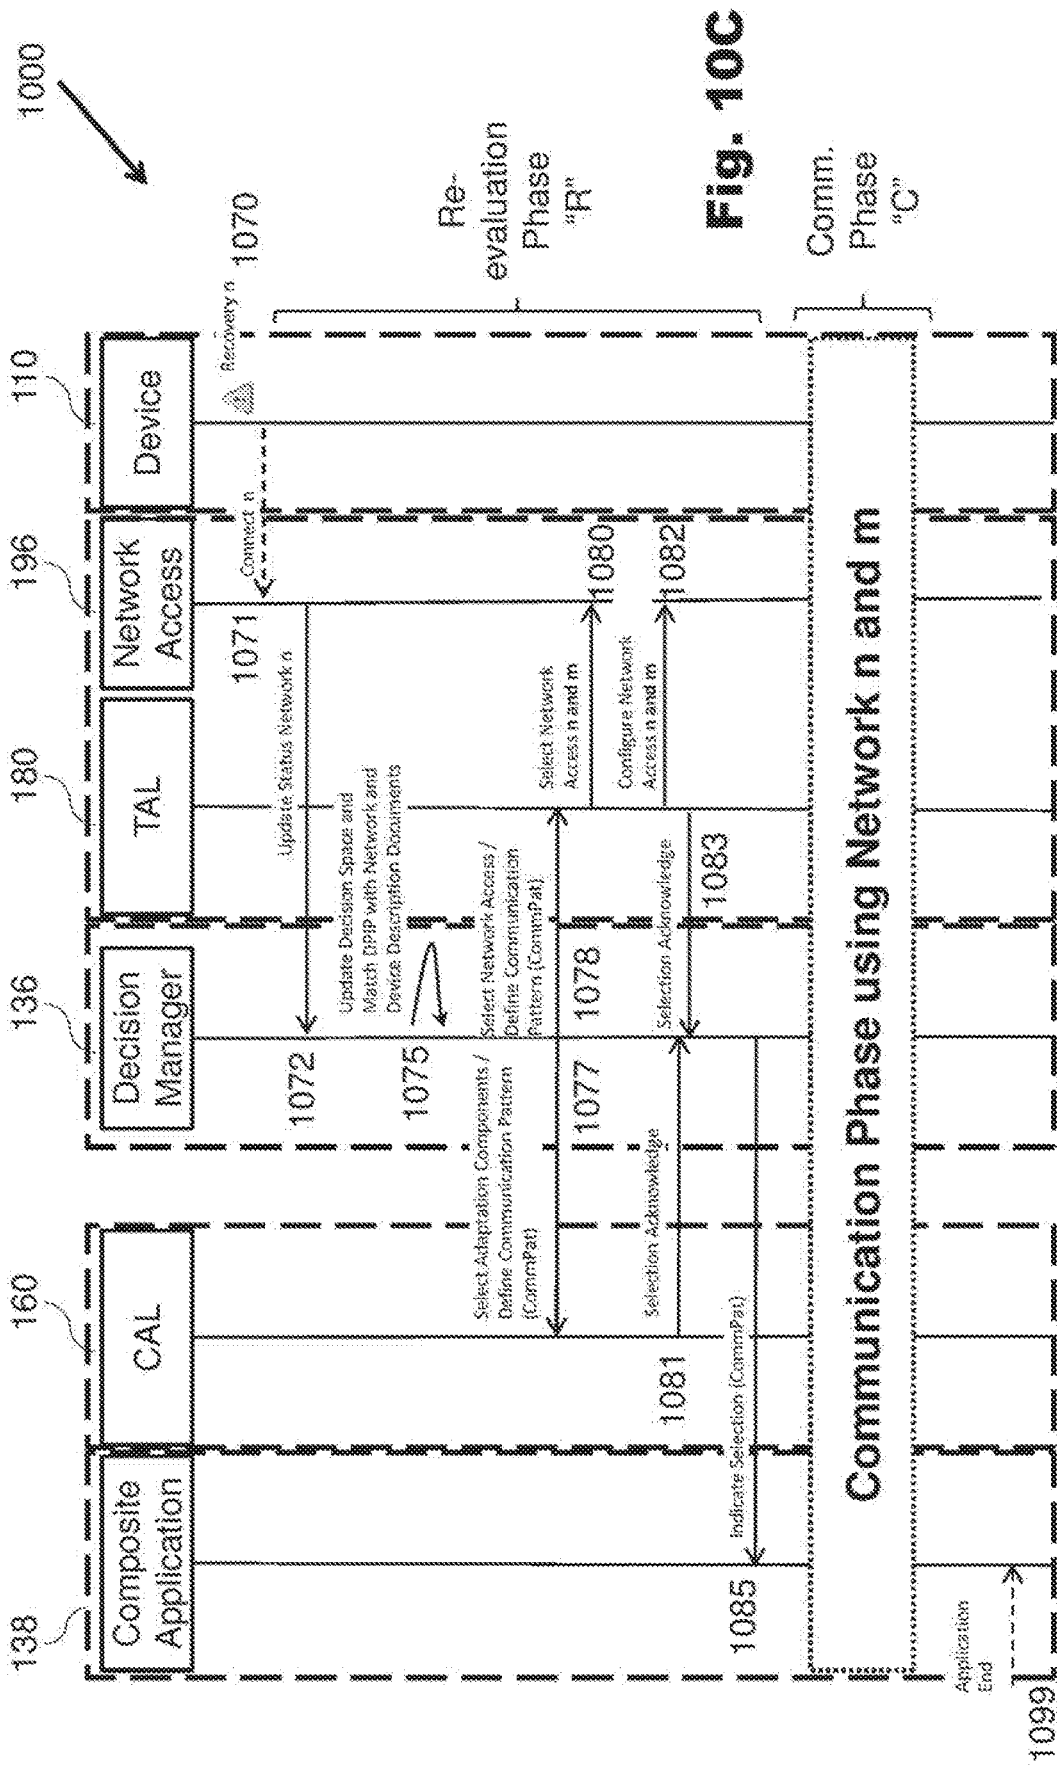 1000
138
160
136
180
196
110
Composite
Application
CAL
Decision
Manager
TAL
Network
Access
Device
Recovery n
1070
Connect n
1071
Update Status Network n
1072
Update Decision Space and
Match DPIP with Network and
Device Description Documents
1075
Select Adaptation Components /
Define Communication Pattern
(CommPat)
1077
Select Network Access /
Define Communication
Pattern (CommPat)
1078
Select Network
Access n and m
1080
Configure Network
Access n and m
1082
Selection Acknowledge
1081
Selection Acknowledge
1083
Indicate Selection (CommPat)
1085
Re-
evaluation
Phase
“R”
Communication Phase using Network n and m
Comm.
Phase
“C”
Application
End
1099
Fig. 10C